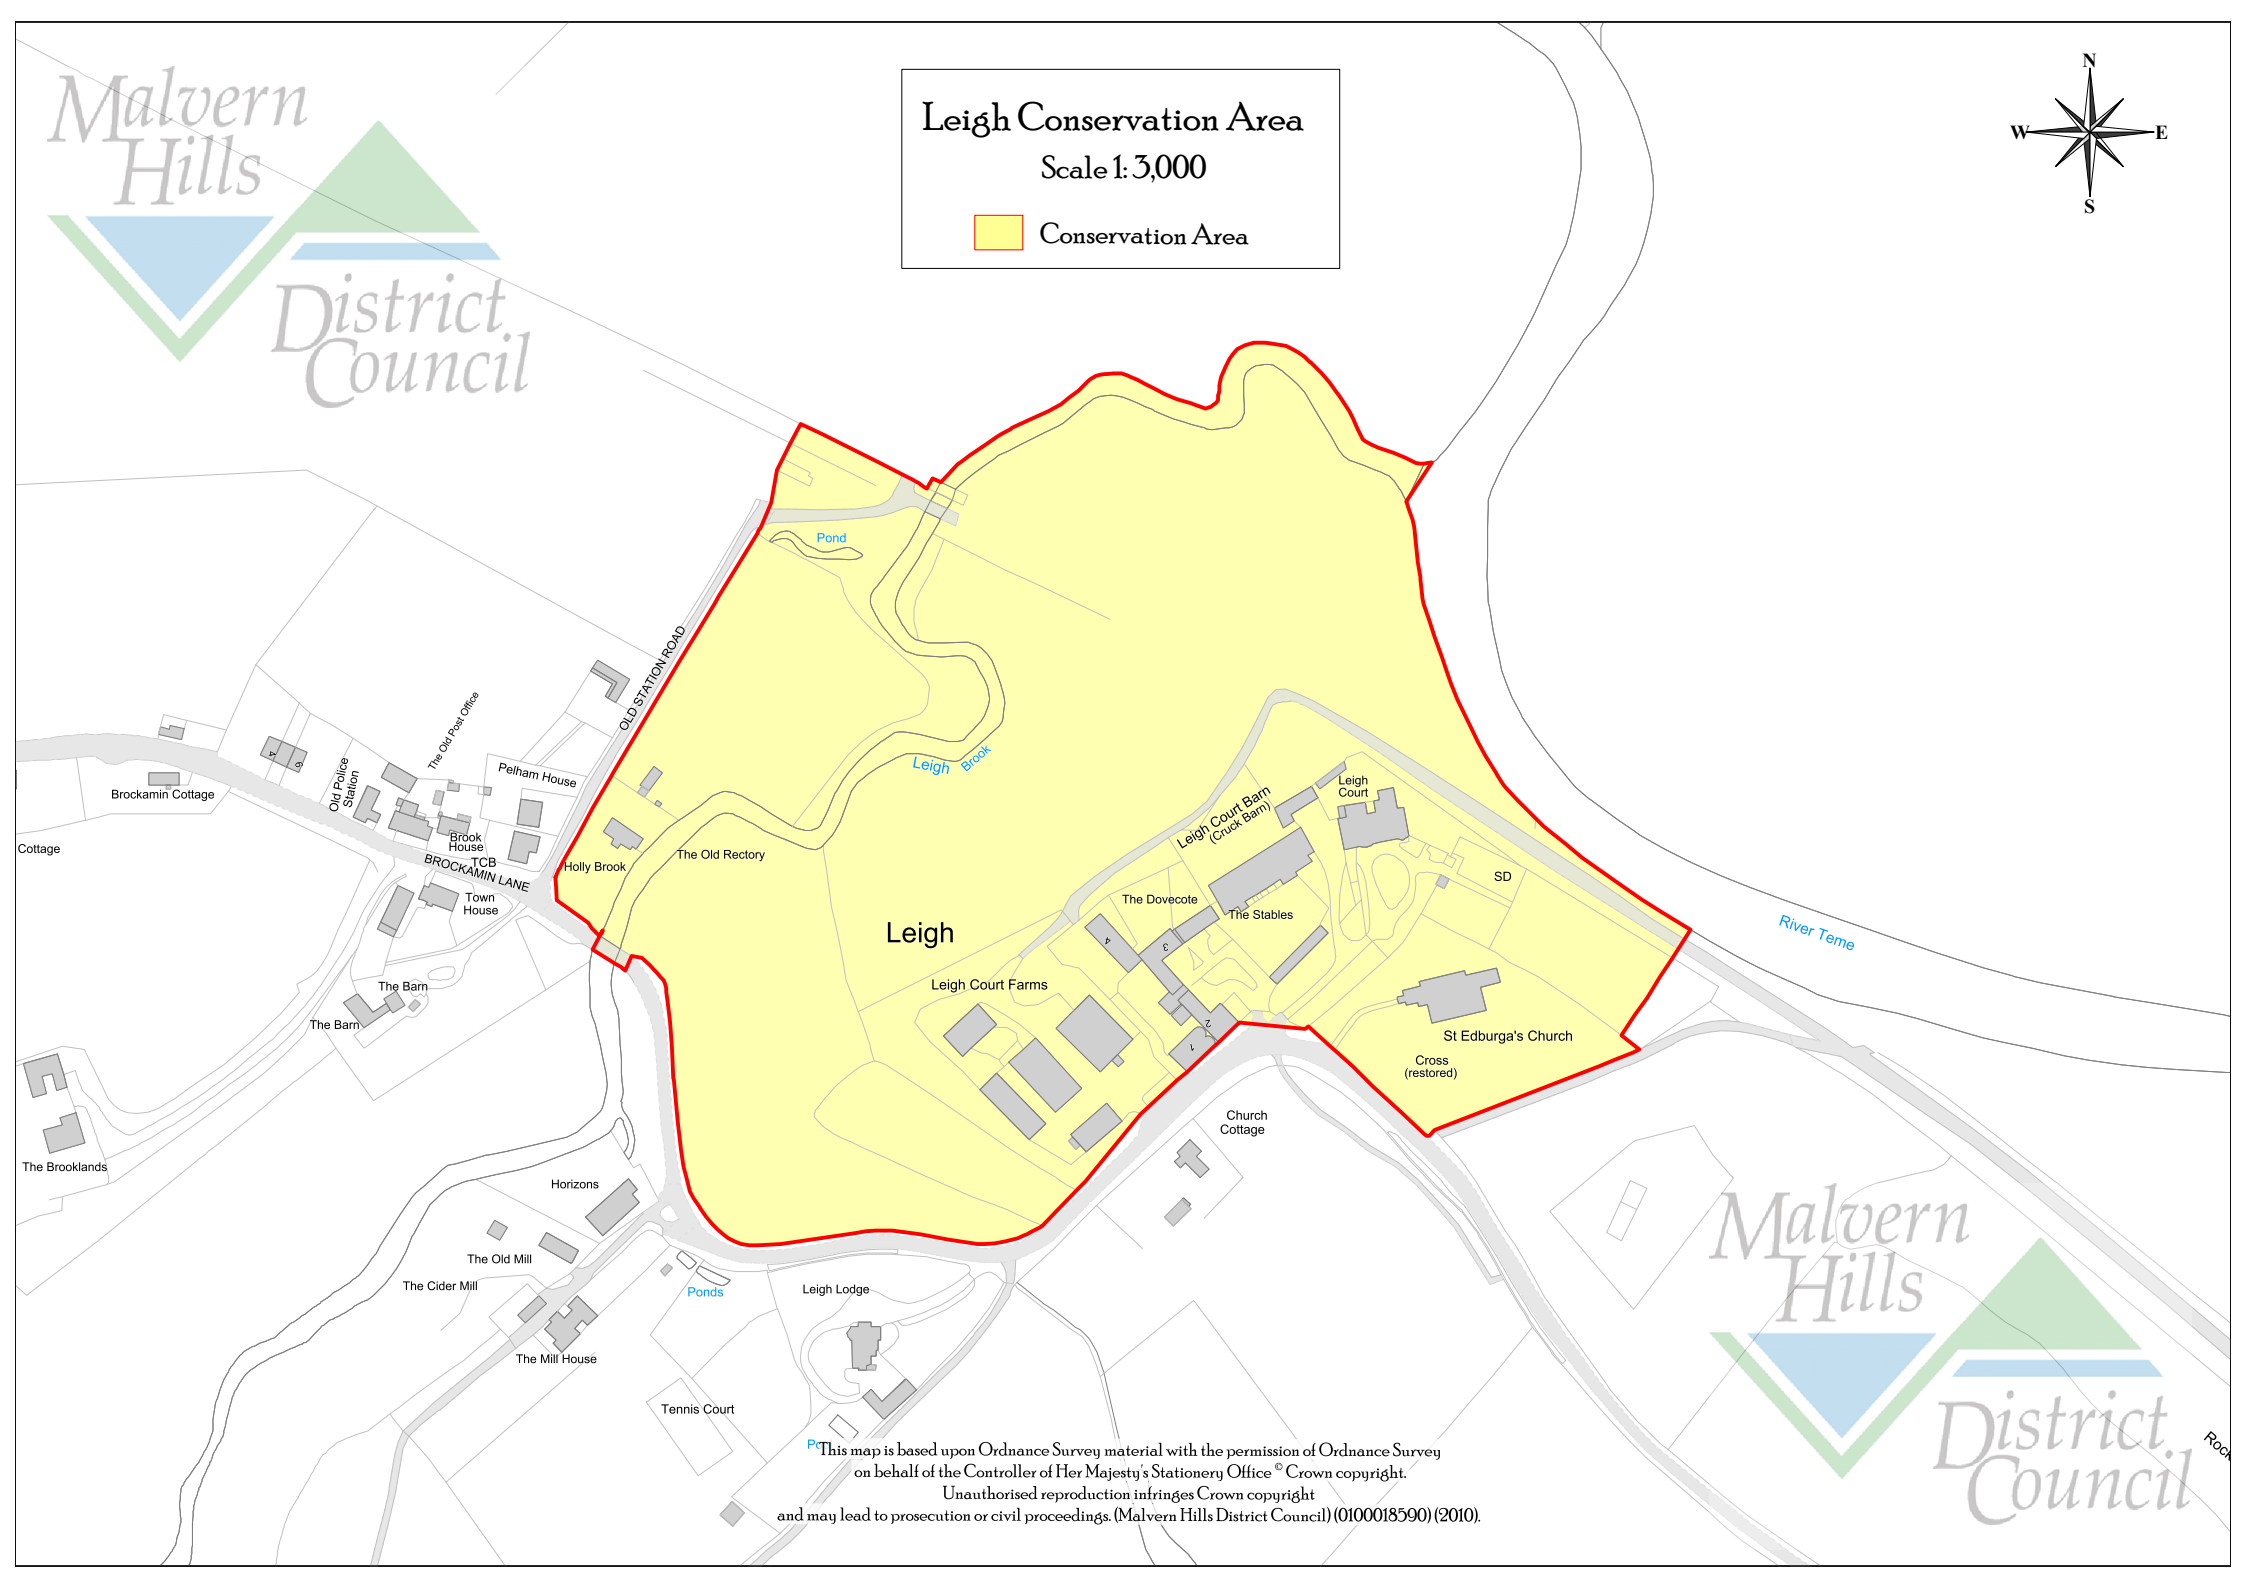 Malvern
Hills
District
Council
Leigh Conservation Area
Scale 1: 3,000
Conservation Area
N
W
E
S
Pond
OLD STATION ROAD
The Old Post Office
Pelham House
4
6
Old Police
Station
Brockamin Cottage
Cottage
Brook
House
TCB
BROCKAMIN LANE
Holly Brook
The Old Rectory
Town
House
Leigh
Brook
Leigh
Leigh Court Barn
(Cruck Barn)
Leigh
Court
SD
The Dovecote
The Stables
4
3
2
1
Leigh Court Farms
River Teme
St Edburga's Church
Cross
(restored)
The Barn
The Barn
The Brooklands
Church
Cottage
Horizons
The Old Mill
The Cider Mill
The Mill House
Ponds
Leigh Lodge
Tennis Court
Malvern
Hills
District
Council
This map is based upon Ordnance Survey material with the permission of Ordnance Survey
on behalf of the Controller of Her Majesty's Stationery Office © Crown copyright.
Unauthorised reproduction infringes Crown copyright
and may lead to prosecution or civil proceedings. (Malvern Hills District Council) (0100018590) (2010).